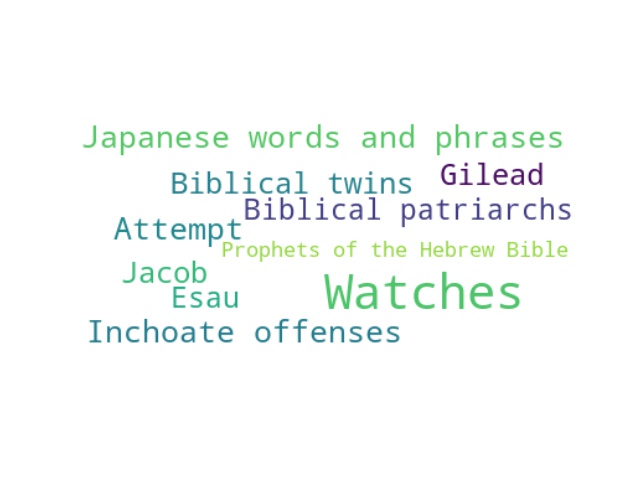 Japanese words and phrases
Biblical twins
Gilead
Biblical patriarchs
Attempt
Prophets of the Hebrew Bible
Jacob
Esau
Watches
Inchoate offenses